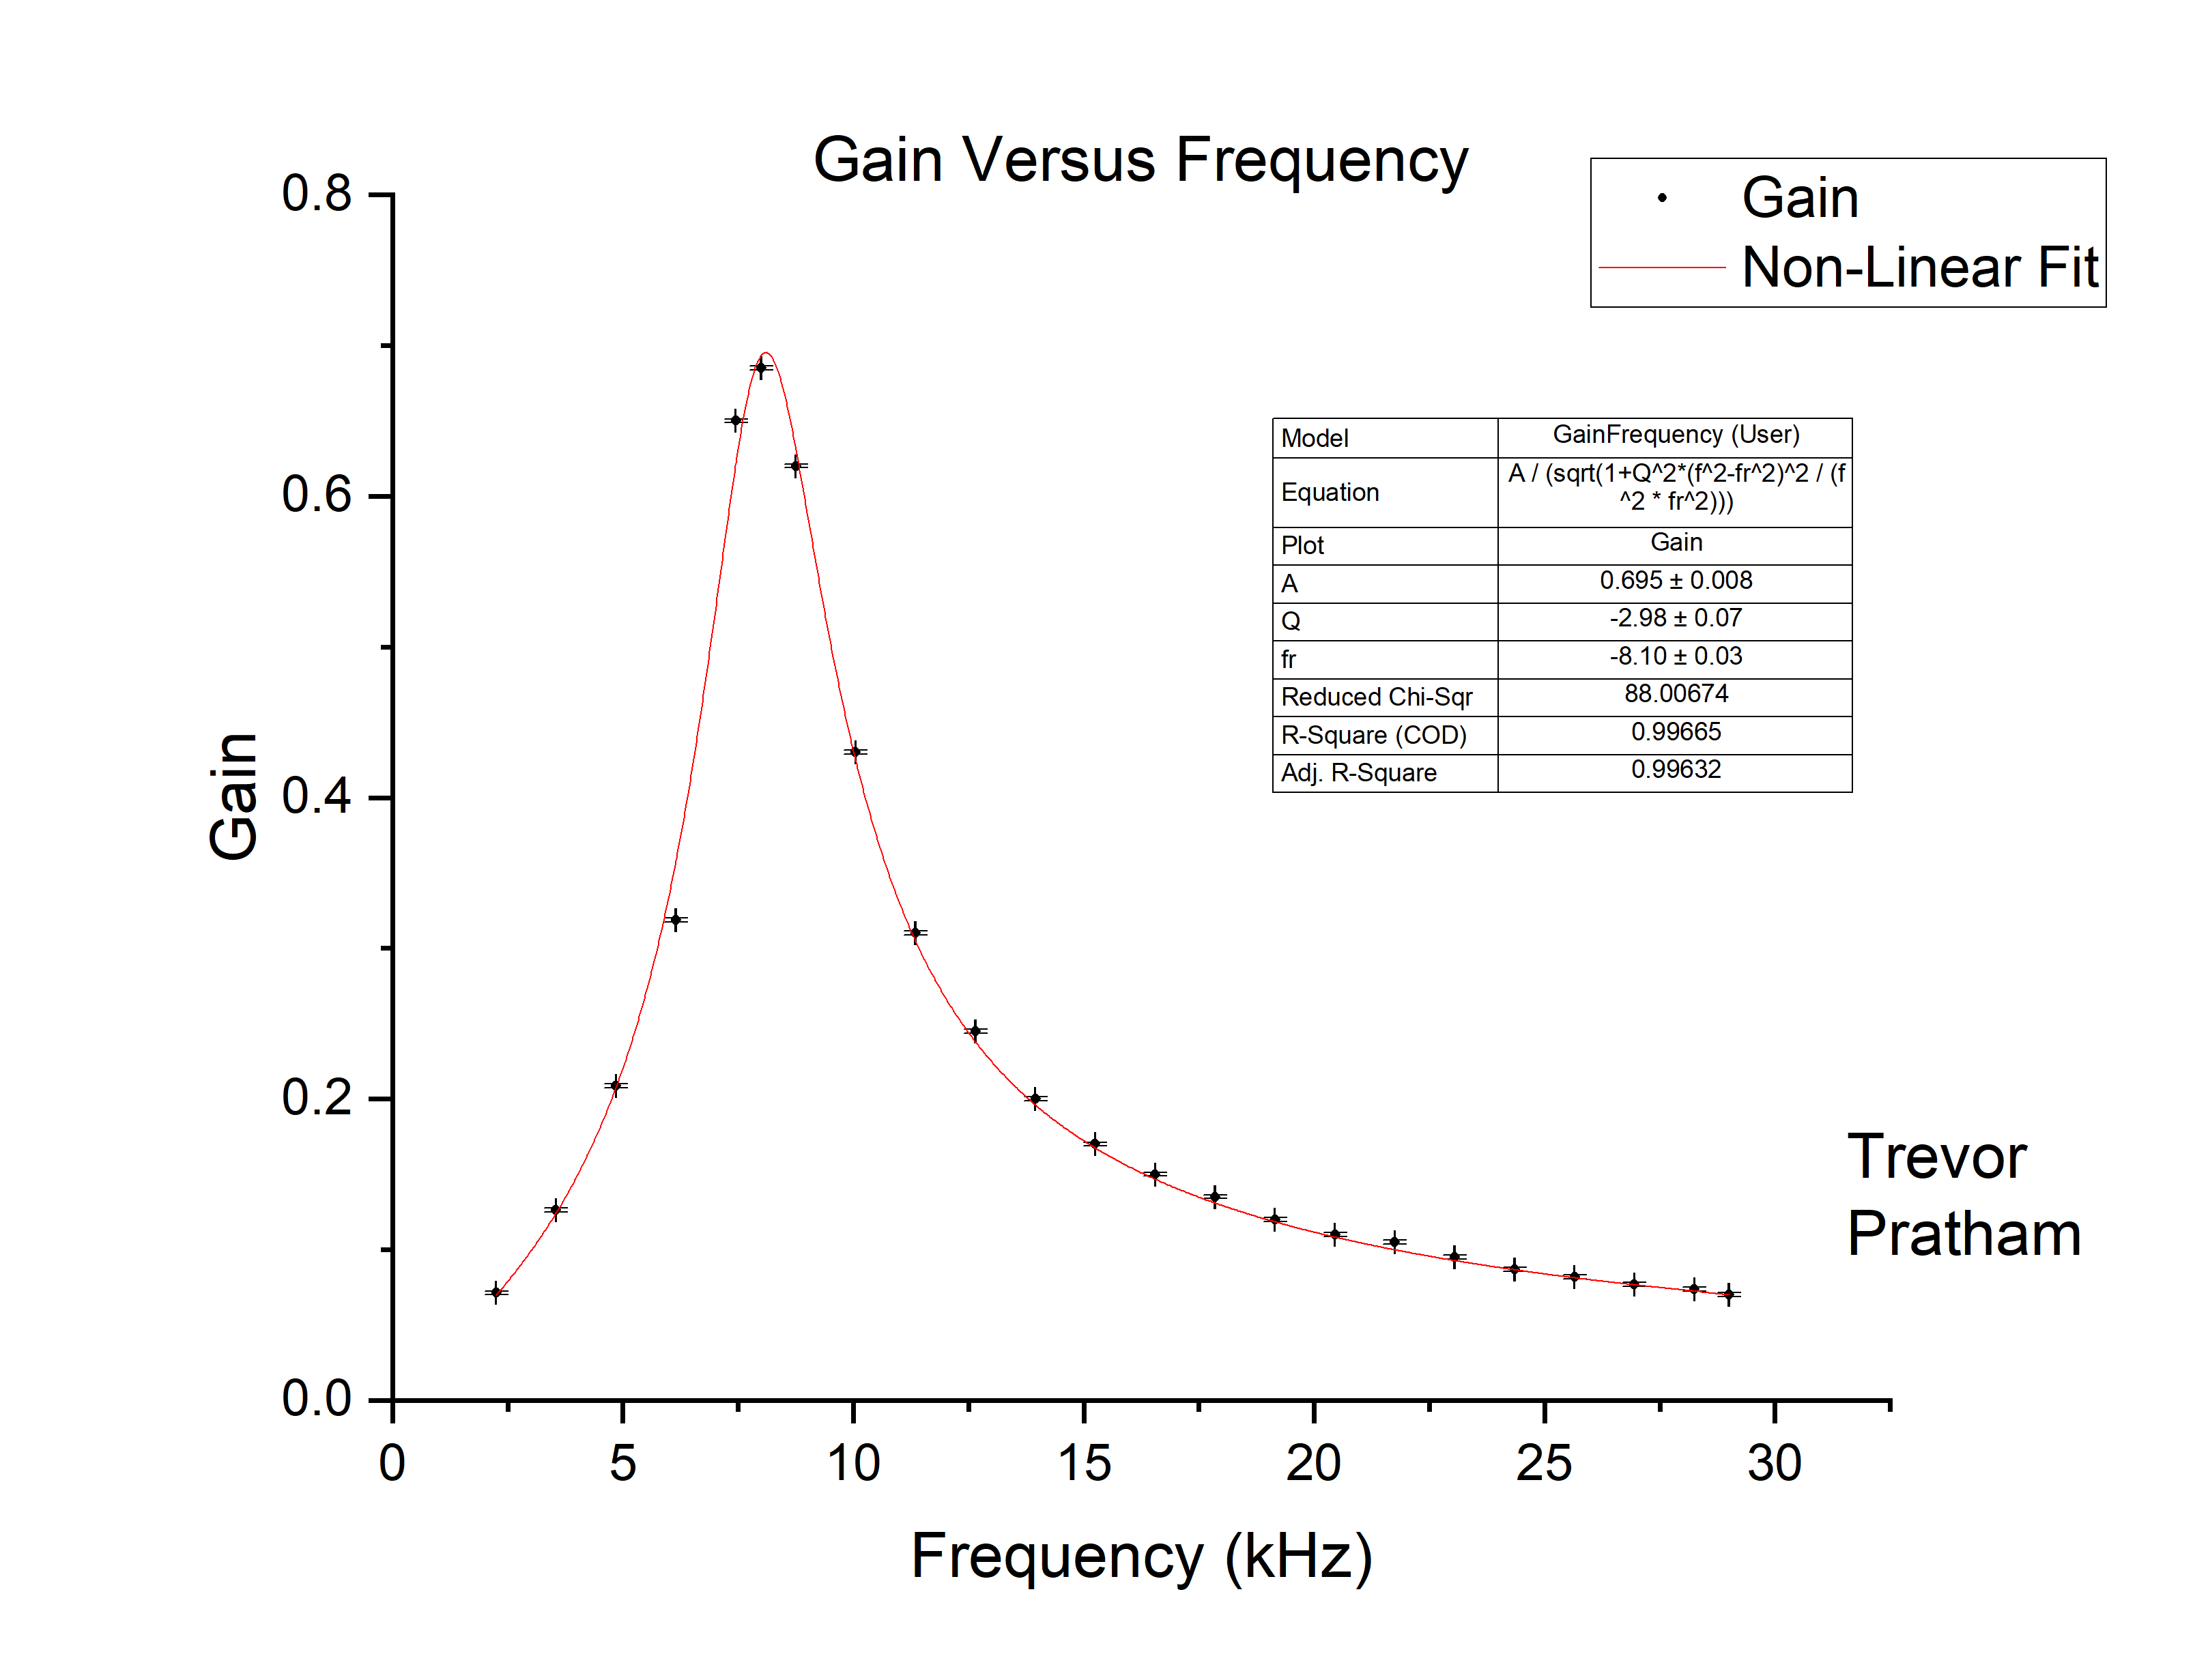 Gain Versus Frequency
Gain
Non-Linear Fit
0.8
0.6
0.4
0.2
0.0
Gain
Model GainFrequency (User)
Equation A / (sqrt(1+Q^2*(f^2-fr^2)^2 / (f
^2 * fr^2)))
Plot Gain
A 0.695 ± 0.008
Q -2.98 ± 0.07
fr -8.10 ± 0.03
Reduced Chi-Sqr 88.00674
R-Square (COD) 0.99665
Adj. R-Square 0.99632
Trevor
Pratham
0 5 10 15 20 25 30
Frequency (kHz)